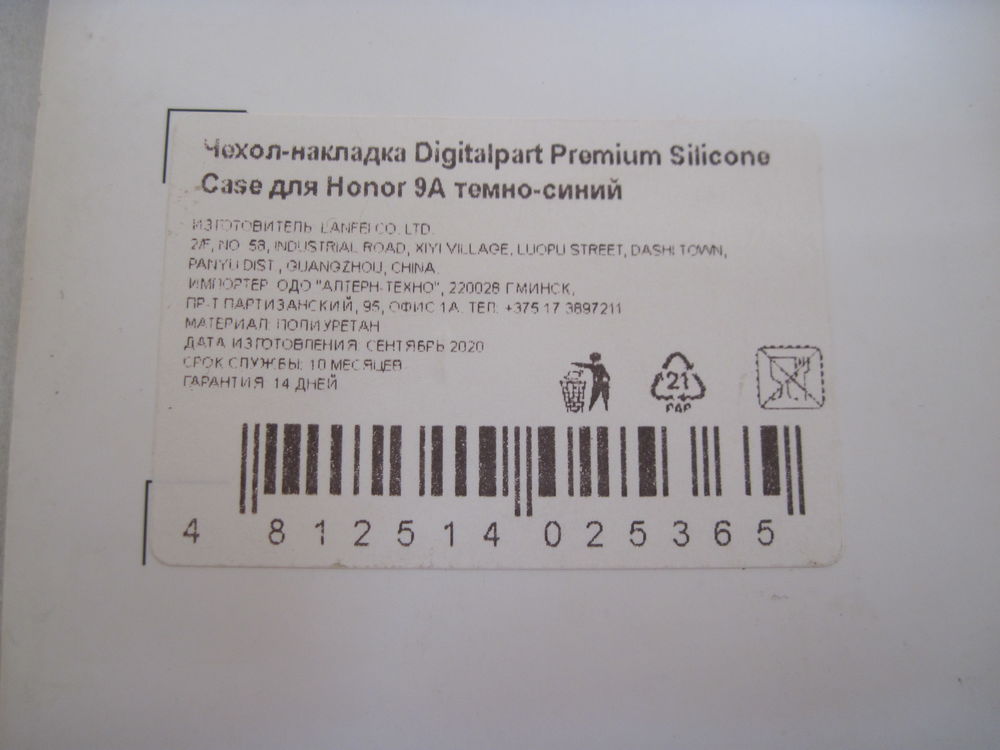 Чехол-накладка Digitalpart Premium Silicone
Case для Honor 9A темно-синий
ИЗГОТОВИТЕЛЬ: LANFEI CO. LTD.
2/F, NO. 58, INDUSTRIAL ROAD, XIYI VILLAGE, LUOPU STREET, DASHI TOWN,
PANYU DIST., GUANGZHOU, CHINA.
ИМПОРТЕР: ОДО "АЛТЕРН-ТЕХНО", 220026 Г.МИНСК,
ПР-Т ПАРТИЗАНСКИЙ, 95, ОФИС 1А. ТЕЛ: +375 17 3897211
МАТЕРИАЛ: ПОЛИУРЕТАН
ДАТА ИЗГОТОВЛЕНИЯ: СЕНТЯБРЬ 2020
СРОК СЛУЖБЫ: 10 МЕСЯЦЕВ
ГАРАНТИЯ: 14 ДНЕЙ
21
PAP
4 812514 025365